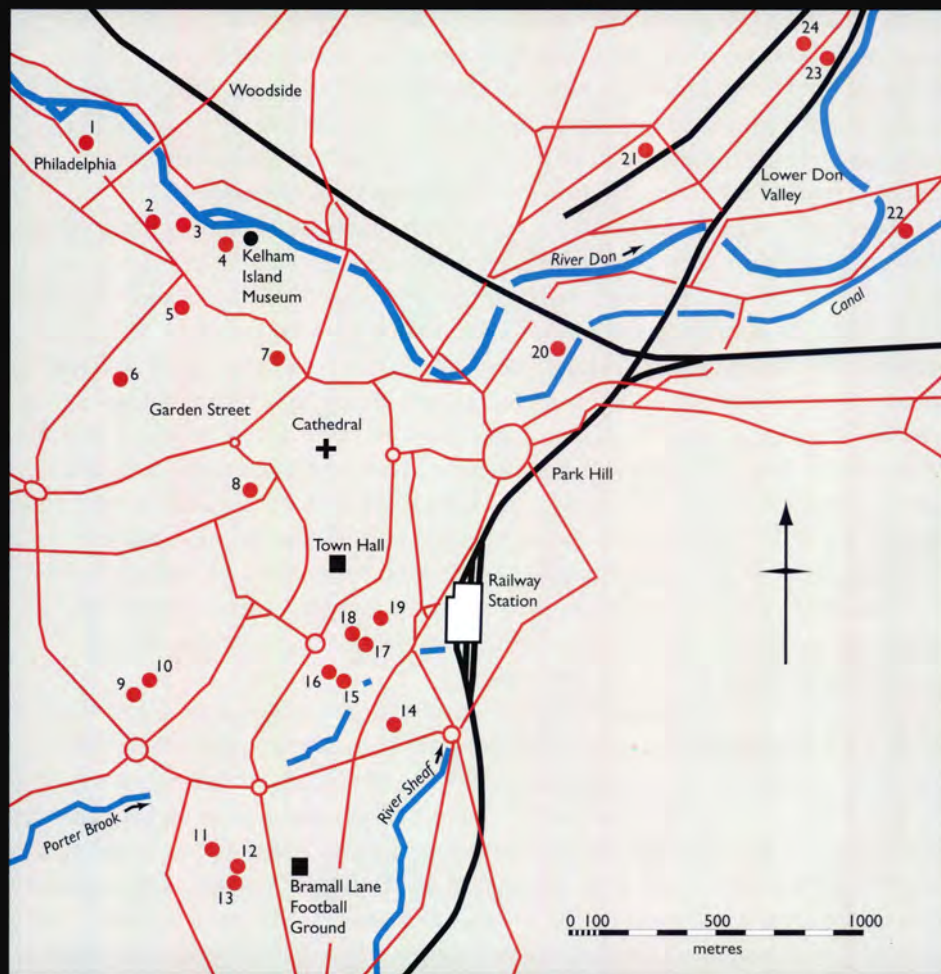 24
23
Woodside
1
21
Philadelphia
Lower Don
Valley
2
3
22
4
Kelham
Island
Museum
River Don
Canal
5
20
7
6
Garden Street
Cathedral
Park Hill
8
Town Hall
Railway
Station
19
18
17
10
16
9
15
14
River Sheaf
Porter Brook
11
12
13
Bramall Lane
Football
Ground
0 100 500 1000
metres